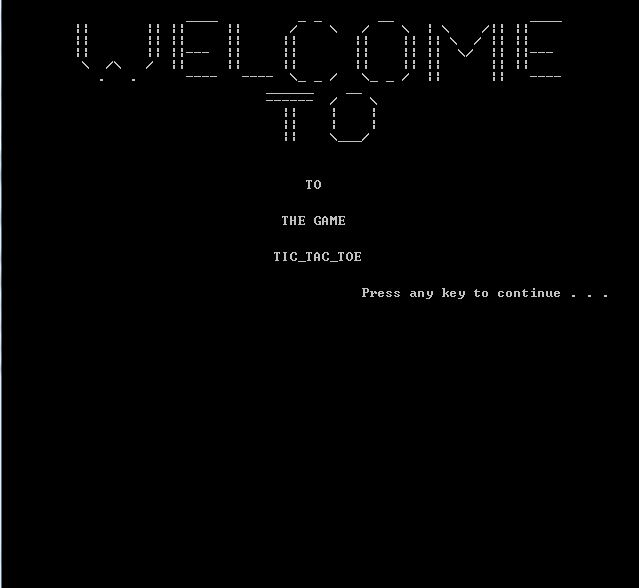 WELCOME
TO
TO
THE GAME
TIC_TAC_TOE
Press any key to continue . . .